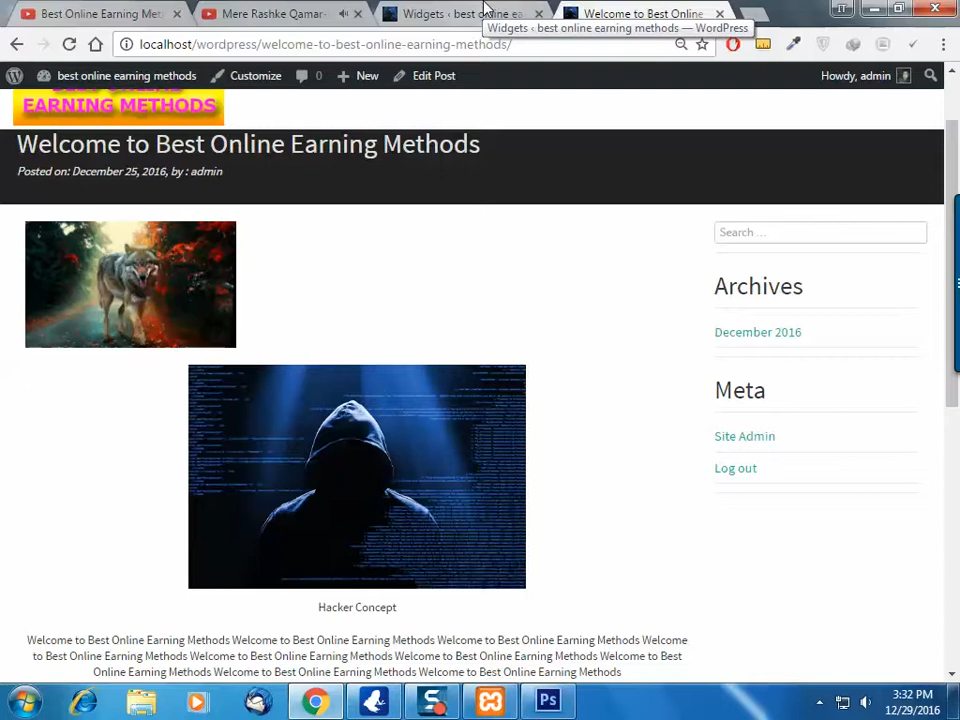 Best Online Earning Met
Mere Rashke Qamar-
Widgets ‹ best online ea
Welcome to Best Online
IT
Widgets ‹ best online earning methods — WordPress
localhost/wordpress/welcome-to-best-online-earning-methods/
best online earning methods
Customize
0
New
Edit Post
Howdy, admin
EARNING METHODS
Welcome to Best Online Earning Methods
Posted on: December 25, 2016, by : admin
Search …
Archives
December 2016
Meta
Site Admin
Log out
Hacker Concept
Welcome to Best Online Earning Methods Welcome to Best Online Earning Methods Welcome to Best Online Earning Methods Welcome
to Best Online Earning Methods Welcome to Best Online Earning Methods Welcome to Best Online Earning Methods Welcome to Best
Online Earning Methods Welcome to Best Online Earning Methods Welcome to Best Online Earning Methods
S
Ps
3:32 PM
12/29/2016